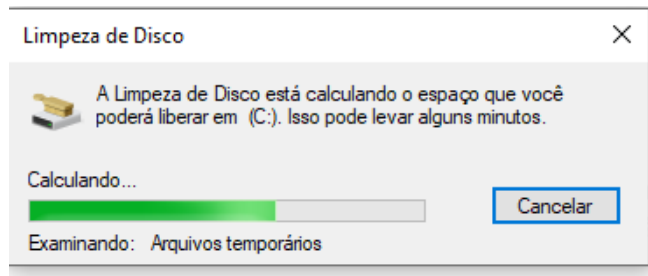 Limpeza de Disco
A Limpeza de Disco está calculando o espaço que você
poderá liberar em (C:). Isso pode levar alguns minutos.
Calculando...
Cancelar
Examinando: Arquivos temporários